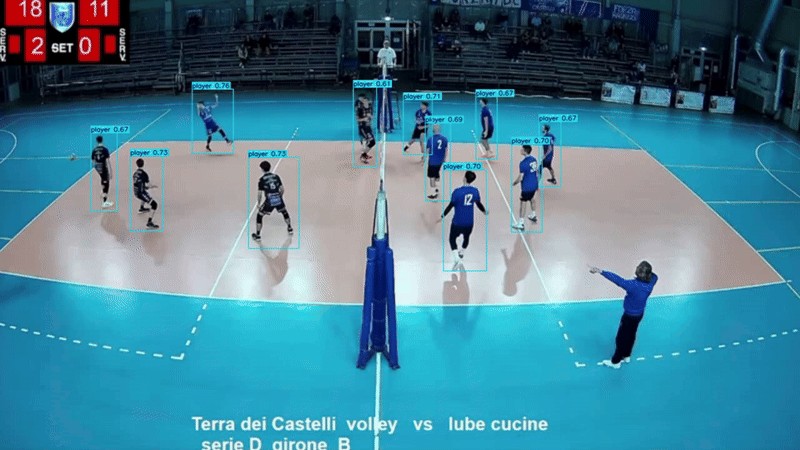 18 11
SERV. 2 SET 0 SERV.
player 0.76
player 0.61
player 0.71
player 0.67
player 0.69
player 0.67
player 0.67
player 0.70
player 0.73
player 0.73
player 0.70
2
12
Terra dei Castelli volley vs lube cucine
serie D girone B